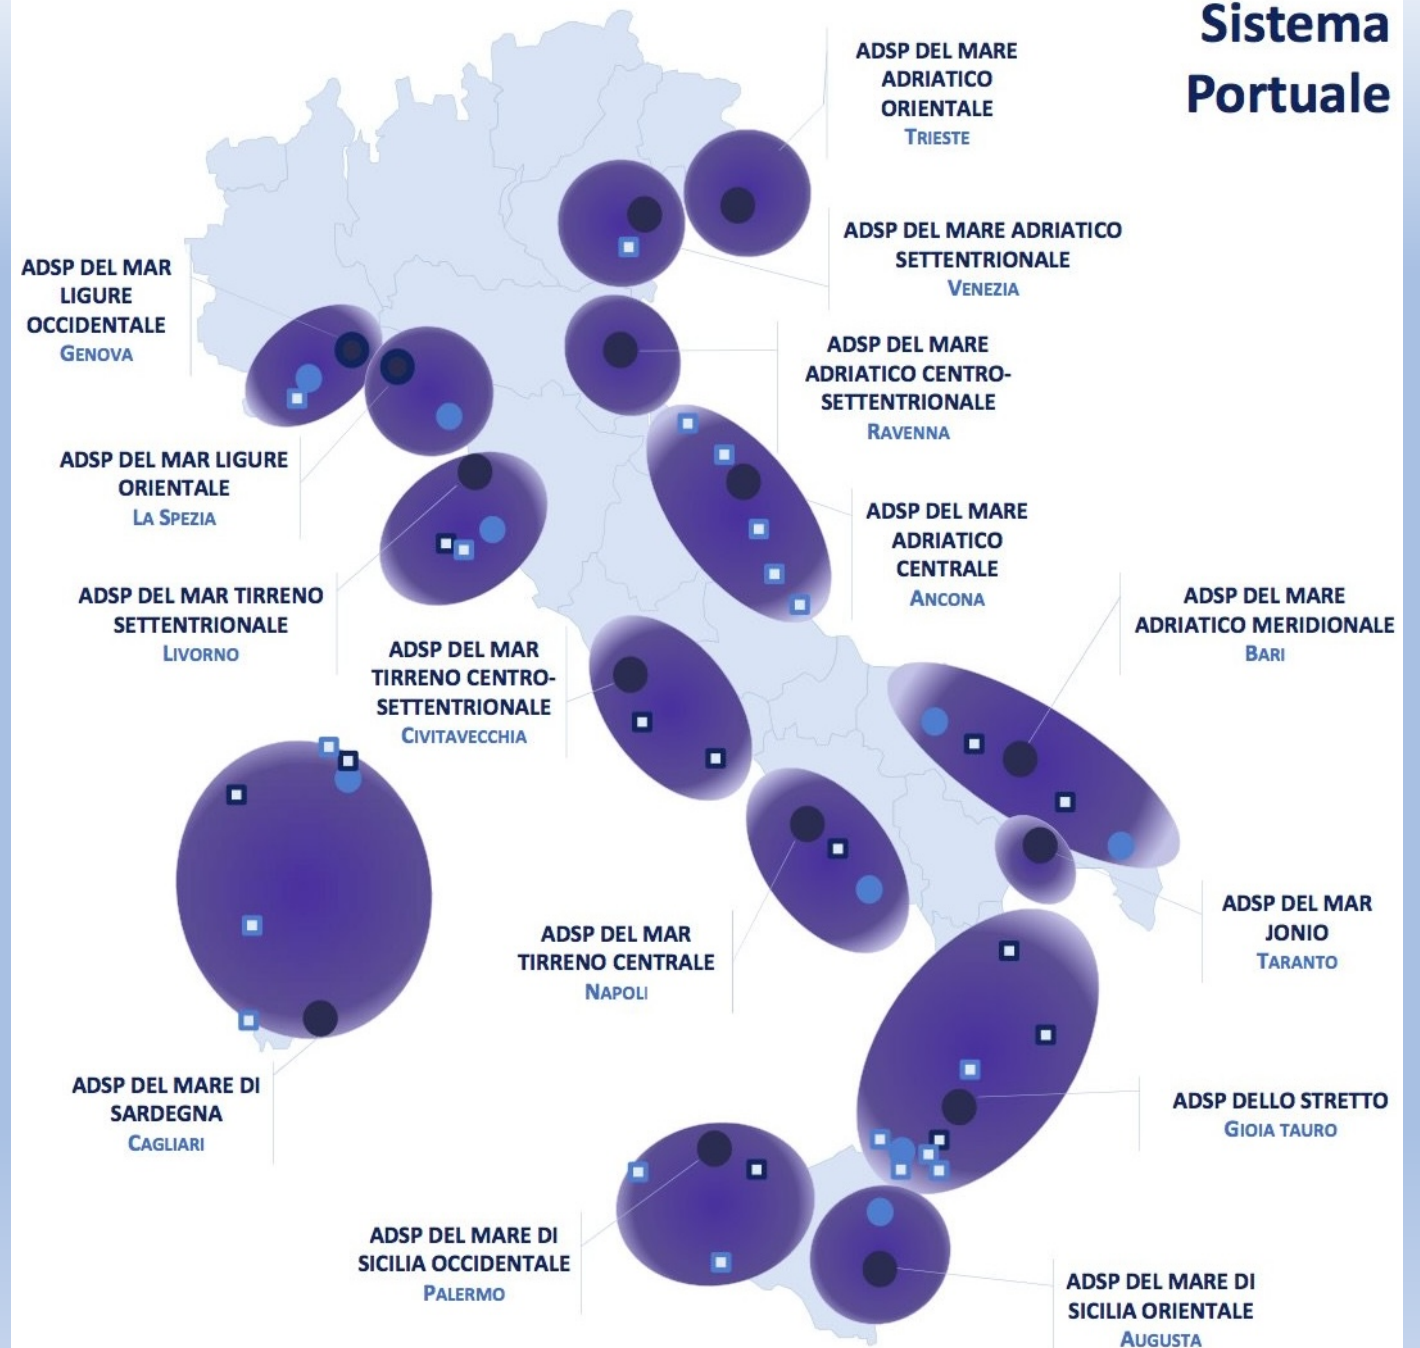 Sistema
Portuale
ADSP DEL MARE
ADRIATICO
ORIENTALE
TRIESTE
ADSP DEL MARE ADRIATICO
SETTENTRIONALE
VENEZIA
ADSP DEL MAR
LIGURE
OCCIDENTALE
GENOVA
ADSP DEL MARE
ADRIATICO CENTRO-
SETTENTRIONALE
RAVENNA
ADSP DEL MAR LIGURE
ORIENTALE
LA SPEZIA
ADSP DEL MARE
ADRIATICO
CENTRALE
ANCONA
ADSP DEL MAR TIRRENO
SETTENTRIONALE
LIVORNO
ADSP DEL MARE
ADRIATICO MERIDIONALE
BARI
ADSP DEL MAR
TIRRENO CENTRO-
SETTENTRIONALE
CIVITAVECCHIA
ADSP DEL MAR
JONIO
TARANTO
ADSP DEL MAR
TIRRENO CENTRALE
NAPOLI
ADSP DEL MARE DI
SARDEGNA
CAGLIARI
ADSP DELLO STRETTO
GIOIA TAURO
ADSP DEL MARE DI
SICILIA OCCIDENTALE
PALERMO
ADSP DEL MARE DI
SICILIA ORIENTALE
AUGUSTA